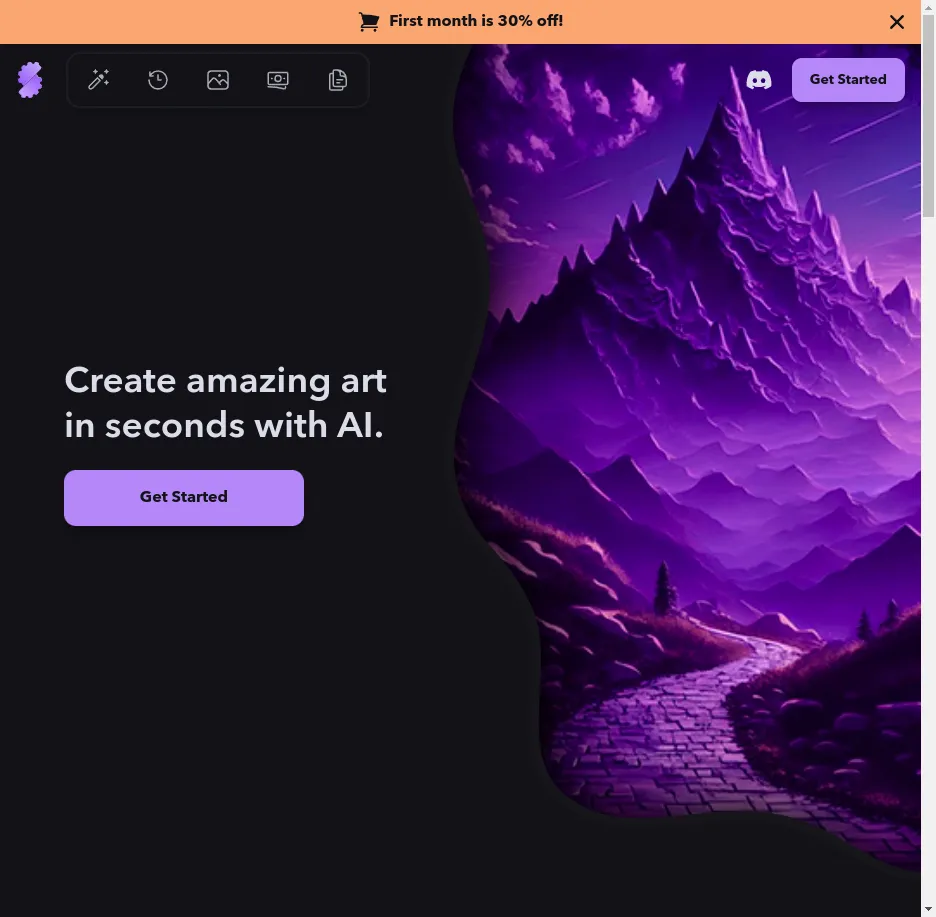 First month is 30% off!
Get Started
Create amazing art
in seconds with AI.
Get Started